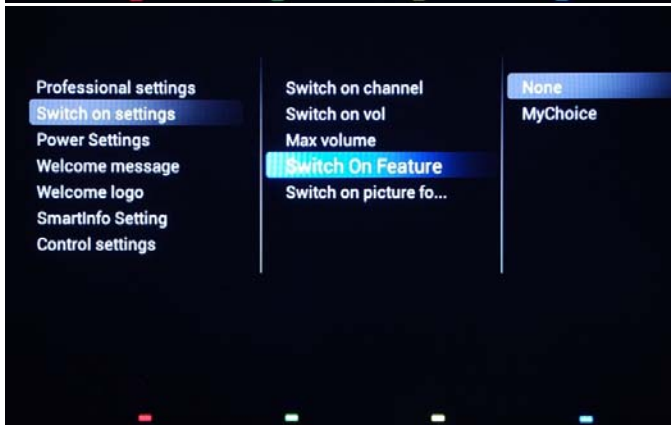 Professional settings
Switch on settings
Power Settings
Welcome message
Welcome logo
SmartInfo Setting
Control settings
Switch on channel
Switch on vol
Max volume
Switch On Feature
Switch on picture fo...
None
MyChoice